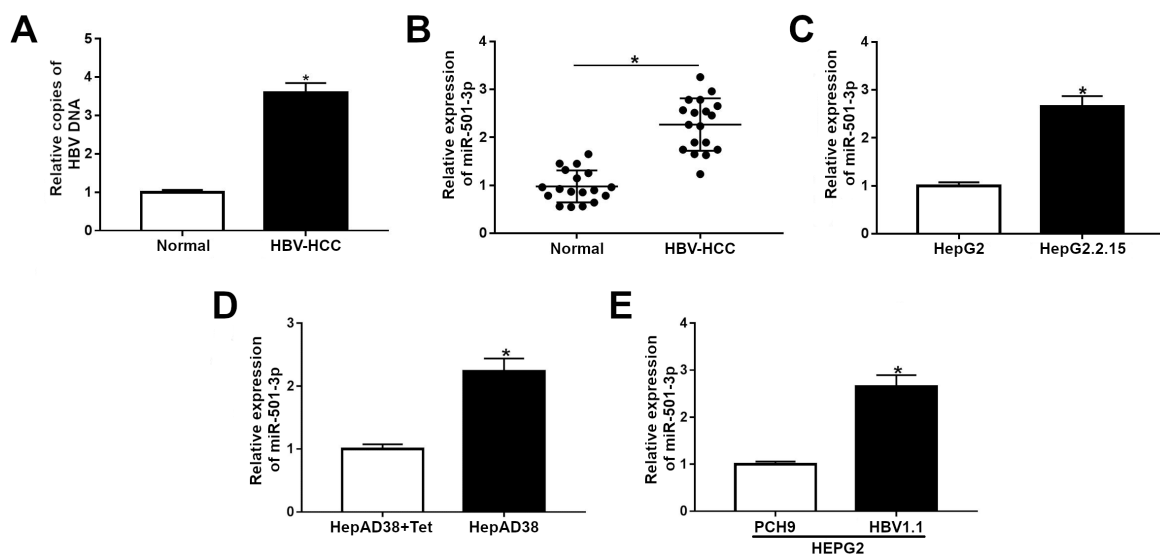 A
Relative copies of
HBV DNA
5
4
3
2
1
0
*
Normal
HBV-HCC
B
Relative expression
of miR-501-3p
4
3
2
1
0
*
Normal
HBV-HCC
C
Relative expression
of miR-501-3p
4
3
2
1
0
*
HepG2
HepG2.2.15
D
Relative expression
of miR-501-3p
3
2
1
0
*
HepAD38+Tet
HepAD38
E
Relative expression
of miR-501-3p
4
3
2
1
0
*
PCH9
HBV1.1
HEPG2